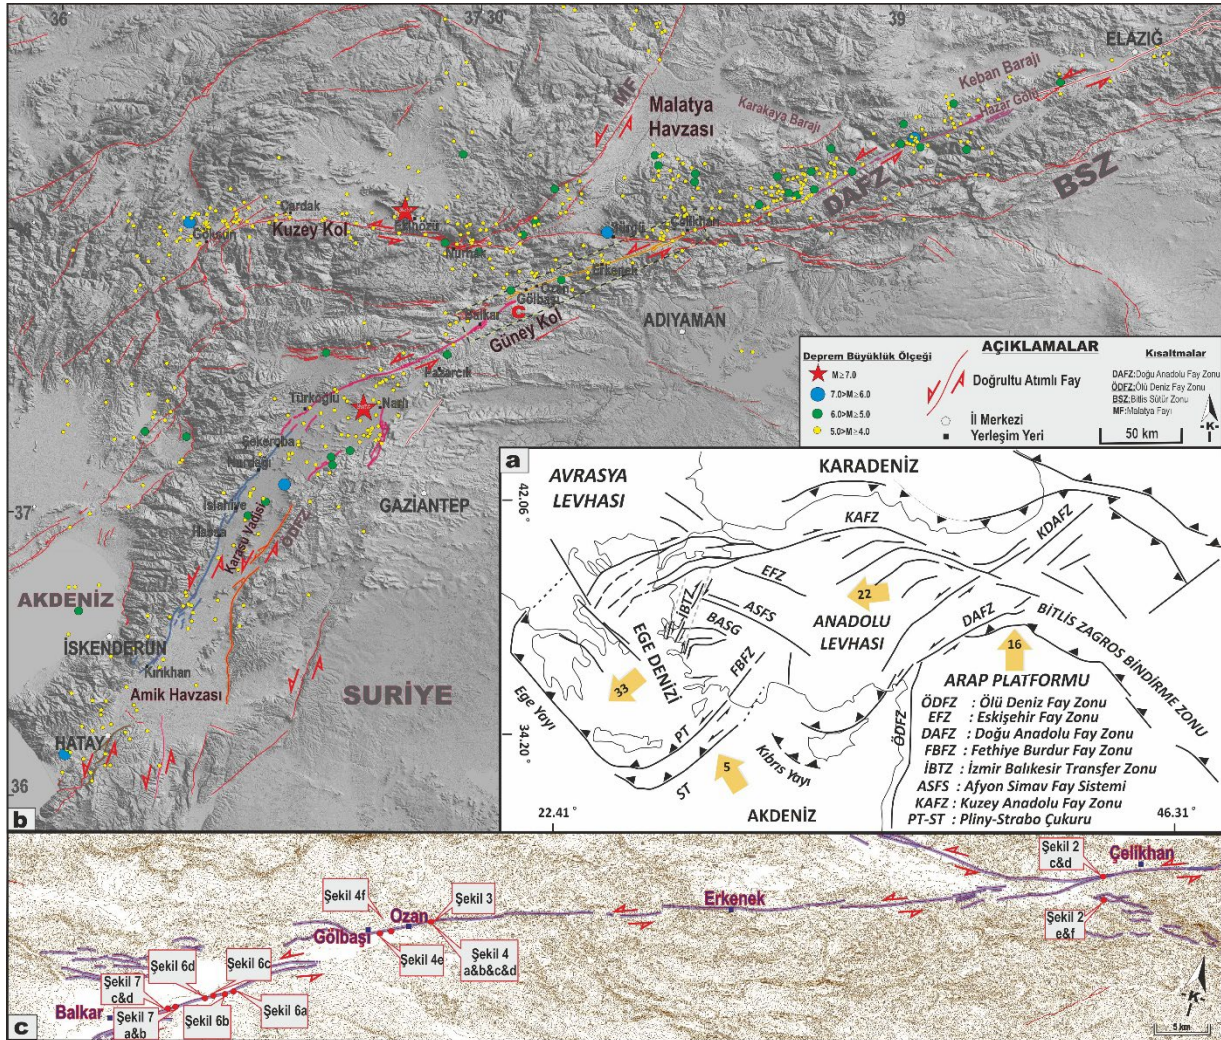 36°
37°30'
39
ELAZIĞ
Keban Barajı
Hazar Gölü
MF
Malatya
Havzası
Karakaya Barajı
DAFZ
BSZ
Çardak
Göksun
Kuzey Kol
Ekinözü
Nurhak
Sürgü
Çelikhan
Erkenek
Ozan
Gölbaşı
Balkar
C
Güney Kol
ADIYAMAN
Pazarcık
Türkoğlu
Narlı
Şekeroba
Nurdağı
GAZİANTEP
İslahiye
Hassa
Karasu Vadisi
ÖDFZ
37°
AKDENİZ
İSKENDERUN
Kırıkhan
Amik Havzası
SURİYE
HATAY
36
b
AÇIKLAMALAR
Deprem Büyüklük Ölçeği
M≥7.0
7.0>M≥6.0
6.0>M≥5.0
5.0>M≥4.0
Doğrultu Atımlı Fay
İl Merkezi
Yerleşim Yeri
Kısaltmalar
DAFZ:Doğu Anadolu Fay Zonu
ÖDFZ:Ölü Deniz Fay Zonu
BSZ:Bitlis Sütür Zonu
MF:Malatya Fayı
50 km
-K-
a
AVRASYA
LEVHASI
KARADENİZ
42.06°
KAFZ
KDAFZ
EFZ
İBTZ
ASFS
BASG
22
ANADOLU
LEVHASI
DAFZ
BİTLİS ZAGROS BİNDİRME ZONU
EGE DENİZİ
FBFZ
33
16
Ege Yayı
34.20°
PT
ST
5
Kıbrıs Yayı
ÖDFZ
ARAP PLATFORMU
ÖDFZ : Ölü Deniz Fay Zonu
EFZ : Eskişehir Fay Zonu
DAFZ : Doğu Anadolu Fay Zonu
FBFZ : Fethiye Burdur Fay Zonu
İBTZ : İzmir Balıkesir Transfer Zonu
ASFS : Afyon Simav Fay Sistemi
KAFZ : Kuzey Anadolu Fay Zonu
PT-ST : Pliny-Strabo Çukuru
22.41°
AKDENİZ
46.31°
Şekil 2
c&d
Çelikhan
Şekil 4f
Ozan
Şekil 3
Erkenek
Gölbaşı
Şekil 2
e&f
Şekil 4e
Şekil 4
a&b&c&d
Şekil 6d
Şekil 6c
Şekil 7
c&d
Balkar
Şekil 7
a&b
Şekil 6b
Şekil 6a
-K-
5 km
c